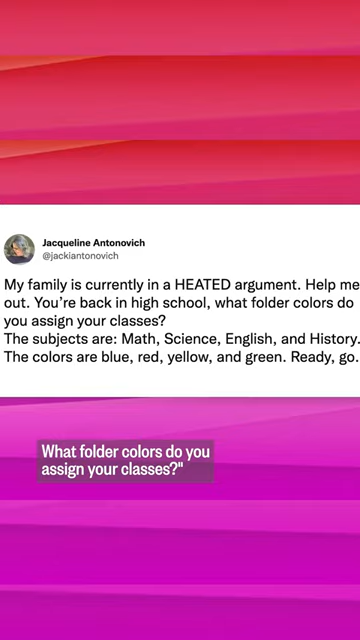 Jacqueline Antonovich
@jackiantonovich
My family is currently in a HEATED argument. Help me
out. You’re back in high school, what folder colors do
you assign your classes?
The subjects are: Math, Science, English, and History.
The colors are blue, red, yellow, and green. Ready, go.
What folder colors do you
assign your classes?"